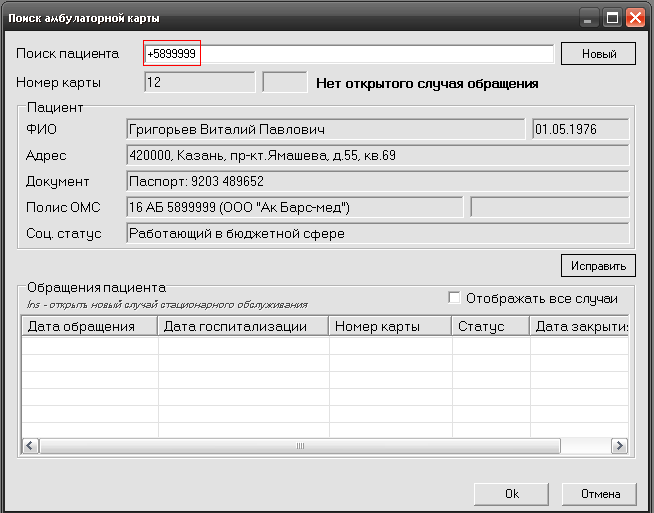 Поиск амбулаторной карты
Поиск пациента +5899999 Новый
Номер карты 12 Нет открытого случая обращения
Пациент
ФИО Григорьев Виталий Павлович 01.05.1976
Адрес 420000, Казань, пр-кт.Ямашева, д.55, кв.69
Документ Паспорт: 9203 489652
Полис ОМС 16 АБ 5899999 (ООО "Ак Барс-мед")
Соц. статус Работающий в бюджетной сфере
Исправить
Обращения пациента
Ins - открыть новый случай стационарного обслуживания Отображать все случаи
Дата обращения Дата госпитализации Номер карты Статус Дата закрытия
Ok Отмена